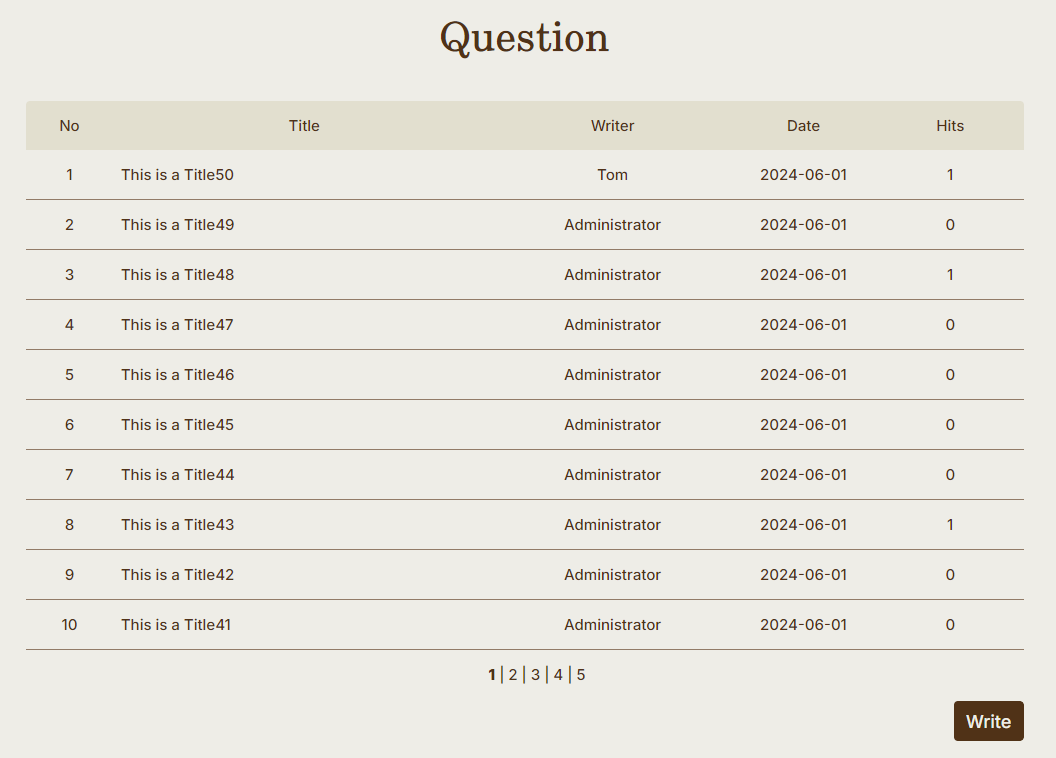 Question
No Title Writer Date Hits
1 This is a Title50 Tom 2024-06-01 1
2 This is a Title49 Administrator 2024-06-01 0
3 This is a Title48 Administrator 2024-06-01 1
4 This is a Title47 Administrator 2024-06-01 0
5 This is a Title46 Administrator 2024-06-01 0
6 This is a Title45 Administrator 2024-06-01 0
7 This is a Title44 Administrator 2024-06-01 0
8 This is a Title43 Administrator 2024-06-01 1
9 This is a Title42 Administrator 2024-06-01 0
10 This is a Title41 Administrator 2024-06-01 0
1 | 2 | 3 | 4 | 5
Write